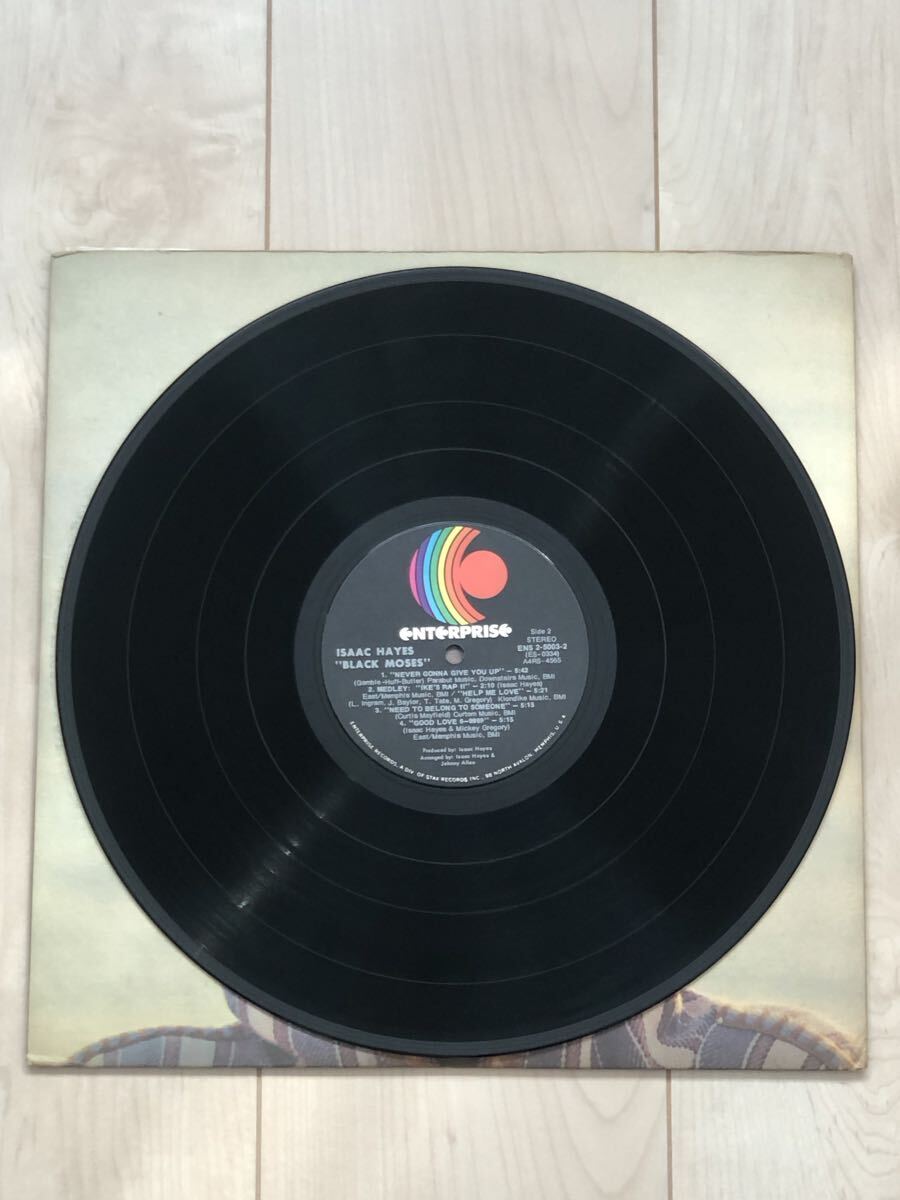 ENTERPRISE
ISAAC HAYES
"BLACK MOSES"
Side 2
STEREO
ENS 2-5003-2
(ES-0334)
A4RS-4565
1. "NEVER GONNA GIVE YOU UP" — 5:42
(Gamble-Huff-Butler) Parabut Music, Downstairs Music, BMI
2. MEDLEY: "IKE'S RAP II" — 2:10 (Isaac Hayes)
East/Memphis Music, BMI / "HELP ME LOVE" — 5:21
(L. Ingram, J. Baylor, T. Tate, M. Gregory) Klondike Music, BMI
3. "NEED TO BELONG TO SOMEONE" — 5:15
(Curtis Mayfield) Curtom Music, BMI
4. "GOOD LOVE 6-9969" — 5:15
(Isaac Hayes & Mickey Gregory)
East/Memphis Music, BMI
Produced by: Isaac Hayes
Arranged by: Isaac Hayes &
Johnny Allen
ENTERPRISE RECORDS, A DIV. OF STAX RECORDS INC., 98 NORTH AVALON, MEMPHIS, U.S.A.